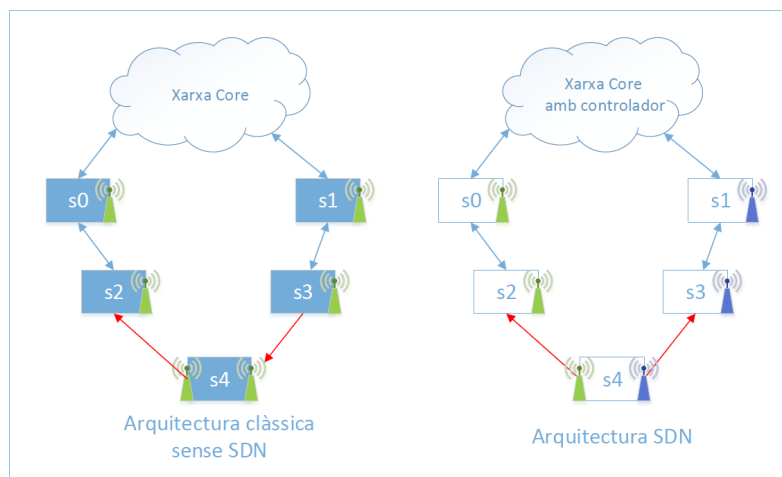 Xarxa Core
s0
s1
s2
s3
s4
Arquitectura clàssica
sense SDN
Xarxa Core
amb controlador
s0
s1
s2
s3
s4
Arquitectura SDN